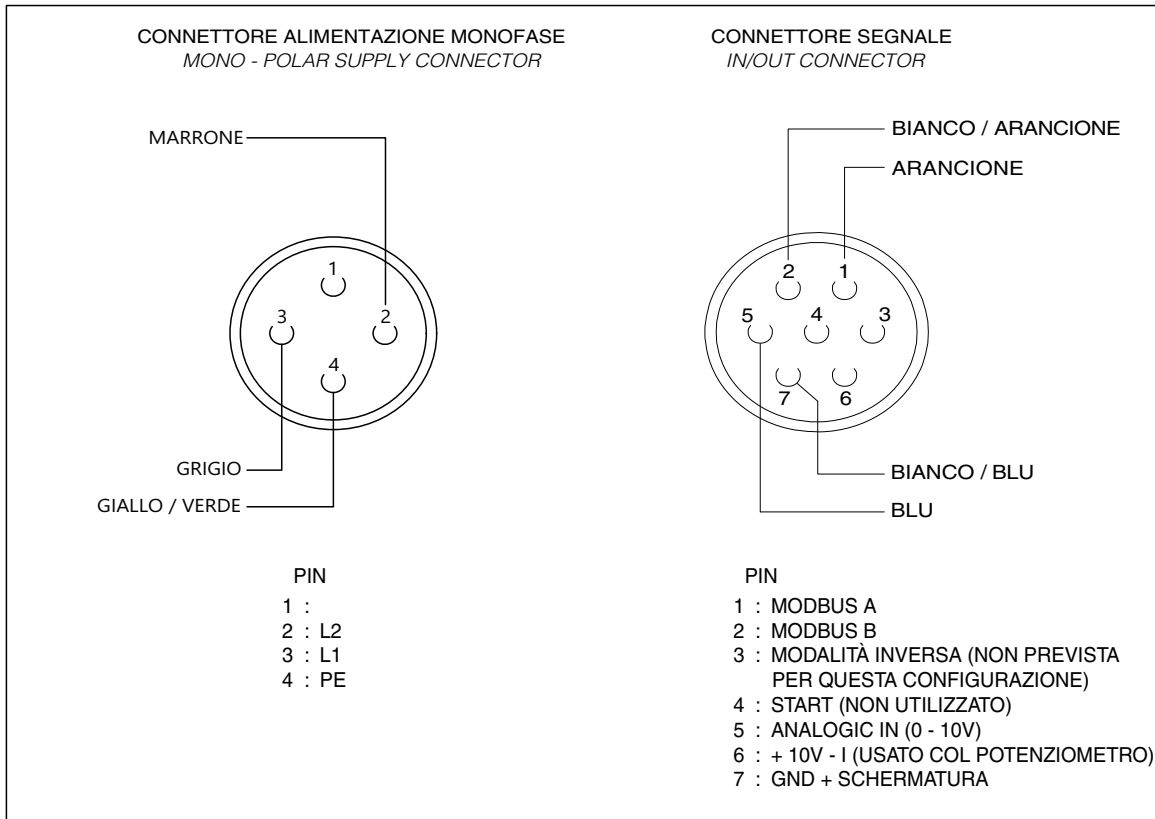 CONNETTORE ALIMENTAZIONE MONOFASE
MONO - POLAR SUPPLY CONNECTOR
MARRONE
1
3
2
4
GRIGIO
GIALLO / VERDE
PIN
1 :
2 : L2
3 : L1
4 : PE
CONNETTORE SEGNALE
IN/OUT CONNECTOR
BIANCO / ARANCIONE
ARANCIONE
2
1
5
4
3
7
6
BIANCO / BLU
BLU
PIN
1 : MODBUS A
2 : MODBUS B
3 : MODALITÀ INVERSA (NON PREVISTA
PER QUESTA CONFIGURAZIONE)
4 : START (NON UTILIZZATO)
5 : ANALOGIC IN (0 - 10V)
6 : + 10V - I (USATO COL POTENZIOMETRO)
7 : GND + SCHERMATURA